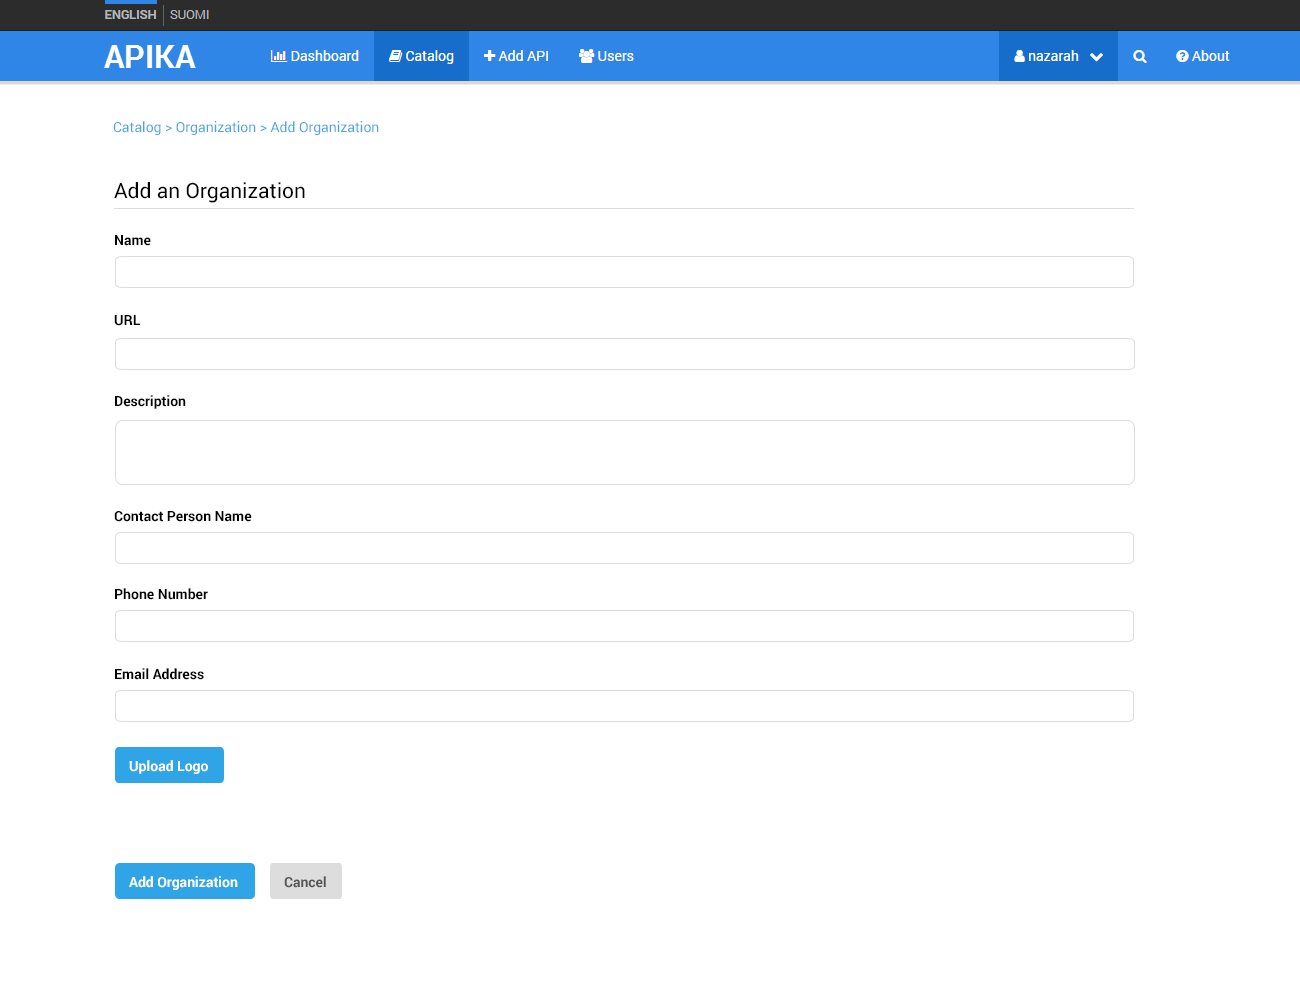 ENGLISH SUOMI
APIKA Dashboard Catalog Add API Users nazarah About
Catalog > Organization > Add Organization
Add an Organization
Name
URL
Description
Contact Person Name
Phone Number
Email Address
Upload Logo
Add Organization Cancel